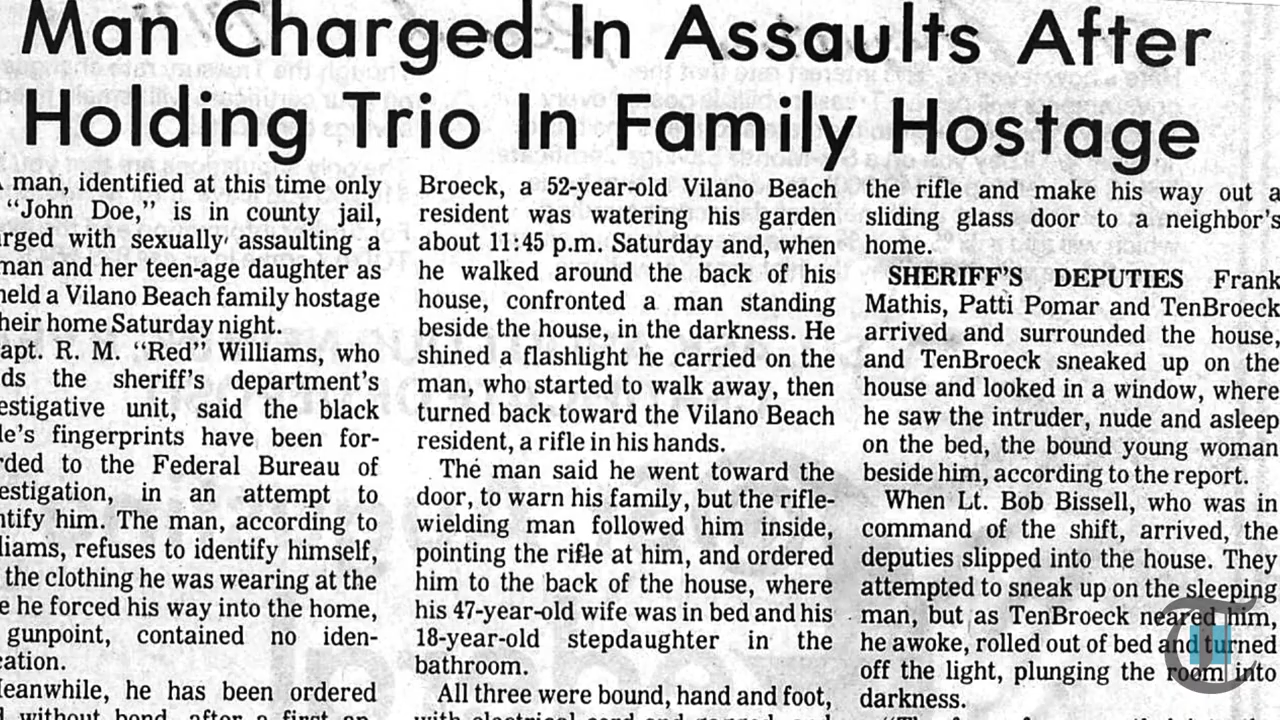 Man Charged In Assaults After
Holding Trio In Family Hostage
man, identified at this time only
"John Doe," is in county jail,
arged with sexually assaulting a
man and her teen-age daughter as
held a Vilano Beach family hostage
heir home Saturday night.
apt. R. M. "Red" Williams, who
ds the sheriff's department's
estigative unit, said the black
le's fingerprints have been for-
rded to the Federal Bureau of
estigation, in an attempt to
ntify him. The man, according to
liams, refuses to identify himself,
the clothing he was wearing at the
e he forced his way into the home,
gunpoint, contained no iden-
cation.
eanwhile, he has been ordered
without bond, after a first ap-
Broeck, a 52-year-old Vilano Beach
resident was watering his garden
about 11:45 p.m. Saturday and, when
he walked around the back of his
house, confronted a man standing
beside the house, in the darkness. He
shined a flashlight he carried on the
man, who started to walk away, then
turned back toward the Vilano Beach
resident, a rifle in his hands.
The man said he went toward the
door, to warn his family, but the rifle-
wielding man followed him inside,
pointing the rifle at him, and ordered
him to the back of the house, where
his 47-year-old wife was in bed and his
18-year-old stepdaughter in the
bathroom.
All three were bound, hand and foot,
with electrical cord and gagged, and
the rifle and make his way out a
sliding glass door to a neighbor's
home.
SHERIFF'S DEPUTIES Frank
Mathis, Patti Pomar and TenBroeck
arrived and surrounded the house,
and TenBroeck sneaked up on the
house and looked in a window, where
he saw the intruder, nude and asleep
on the bed, the bound young woman
beside him, according to the report.
When Lt. Bob Bissell, who was in
command of the shift, arrived, the
deputies slipped into the house. They
attempted to sneak up on the sleeping
man, but as TenBroeck neared him,
he awoke, rolled out of bed and turned
off the light, plunging the room into
darkness.